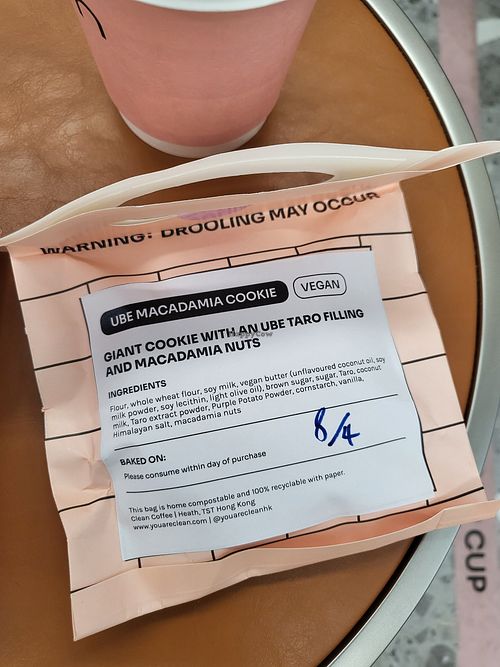 WARNING: DROOLING MAY OCCUR
UBE MACADAMIA COOKIE
VEGAN
GIANT COOKIE WITH AN UBE TARO FILLING
AND MACADAMIA NUTS
INGREDIENTS
Flour, whole wheat flour, soy milk, vegan butter (unflavoured coconut oil, soy
milk powder, soy lecithin, light olive oil), brown sugar, sugar, Taro, coconut
milk, Taro extract powder, Purple Potato Powder, cornstarch, vanilla,
Himalayan salt, macadamia nuts
8/4
BAKED ON:
Please consume within day of purchase
This bag is home compostable and 100% recyclable with paper.
Clean Coffee | Heath, TST Hong Kong
www.youareclean.com | @youarecleanhk
CUP
HappyCow